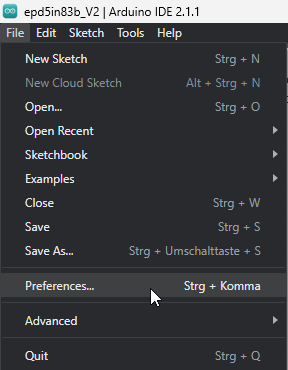 epd5in83b_V2 | Arduino IDE 2.1.1
File Edit Sketch Tools Help
New Sketch Strg + N
New Cloud Sketch Alt + Strg + N
Open... Strg + O
Open Recent
Sketchbook
Examples
Close Strg + W
Save Strg + S
Save As... Strg + Umschalttaste + S
Preferences... Strg + Komma
Advanced
Quit Strg + Q